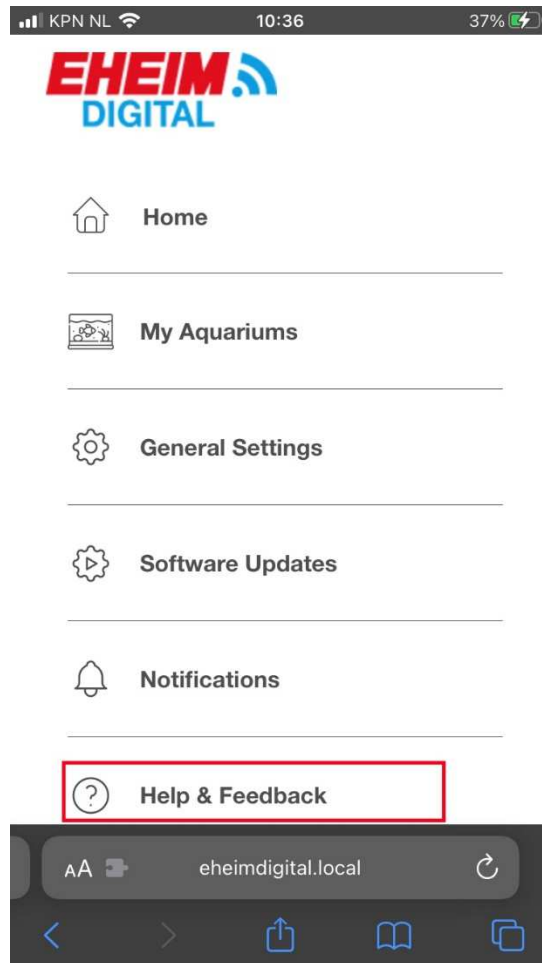 KPN NL 10:36 37%
EHEIM
DIGITAL
Home
My Aquariums
General Settings
Software Updates
Notifications
? Help & Feedback
AA eheimdigital.local